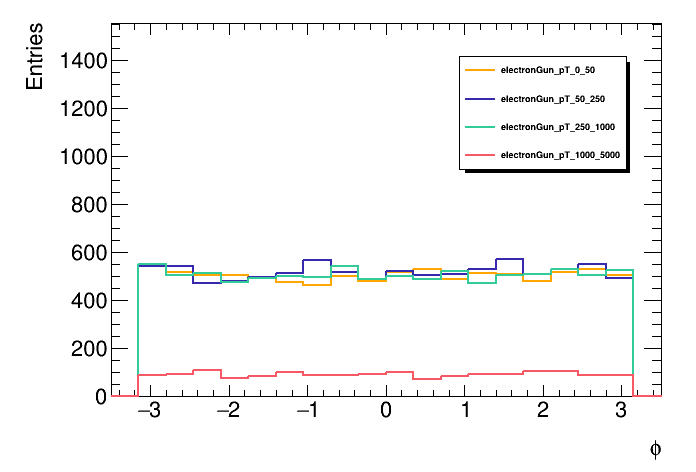 Entries
1400
1200
1000
800
600
400
200
0
electronGun_pT_0_50
electronGun_pT_50_250
electronGun_pT_250_1000
electronGun_pT_1000_5000
−3 −2 −1 0 1 2 3
ϕ